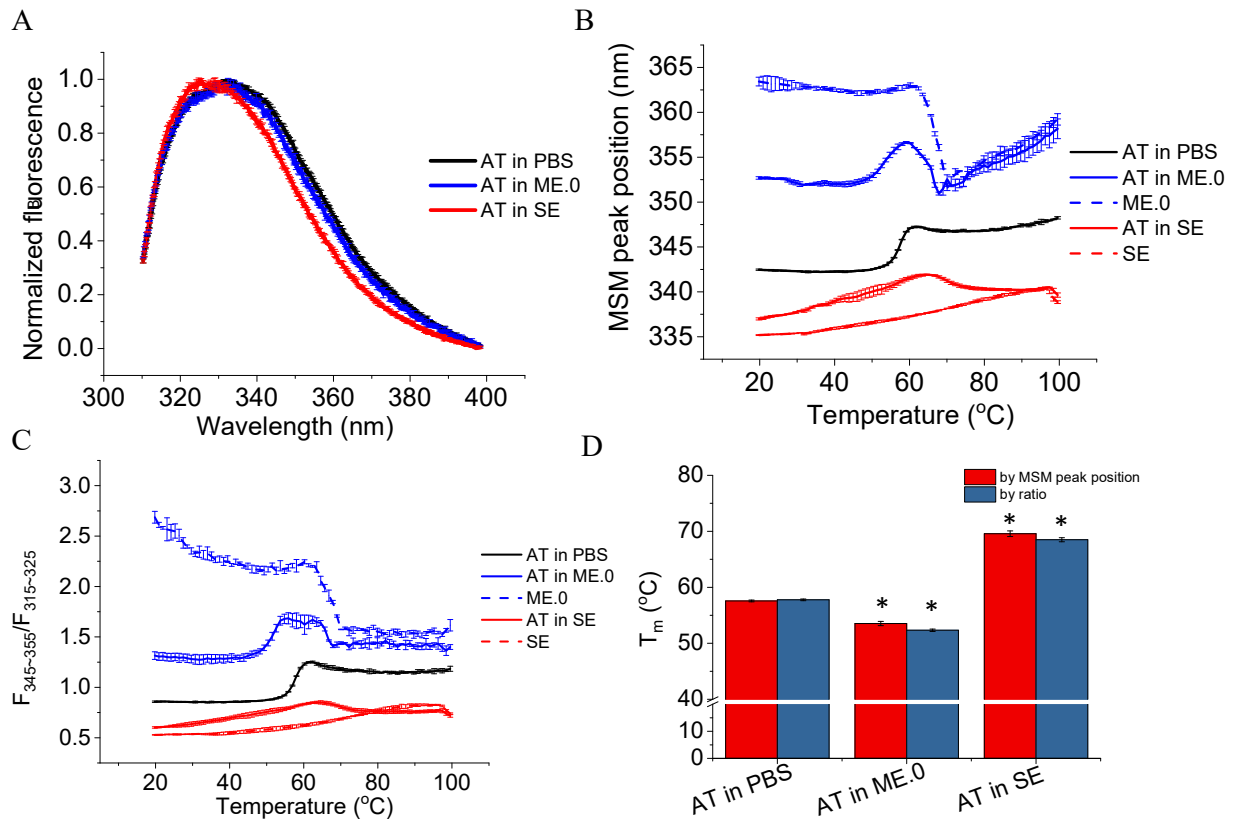 A
Normalized fluorescence
1.0
0.8
0.6
0.4
0.2
0.0
300 320 340 360 380 400
Wavelength (nm)
AT in PBS
AT in ME.0
AT in SE
B
MSM peak position (nm)
365
360
355
350
345
340
335
20 40 60 80 100
Temperature (°C)
AT in PBS
AT in ME.0
ME.0
AT in SE
SE
C
F345~355/F315~325
3.0
2.5
2.0
1.5
1.0
0.5
20 40 60 80 100
Temperature (°C)
AT in PBS
AT in ME.0
ME.0
AT in SE
SE
D
Tm (°C)
80
70
60
50
40
10
0
by MSM peak position
by ratio
* *
* *
AT in PBS
AT in ME.0
AT in SE